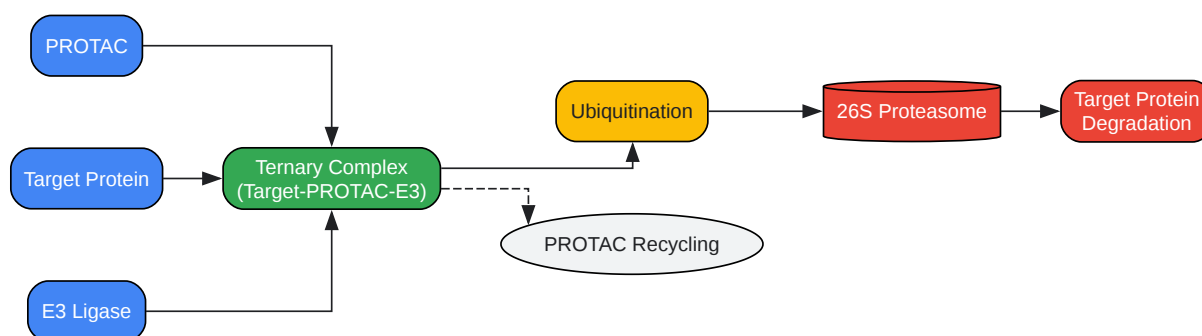 PROTAC
Target Protein
E3 Ligase
Ternary Complex
(Target-PROTAC-E3)
Ubiquitination
PROTAC Recycling
26S Proteasome
Target Protein
Degradation